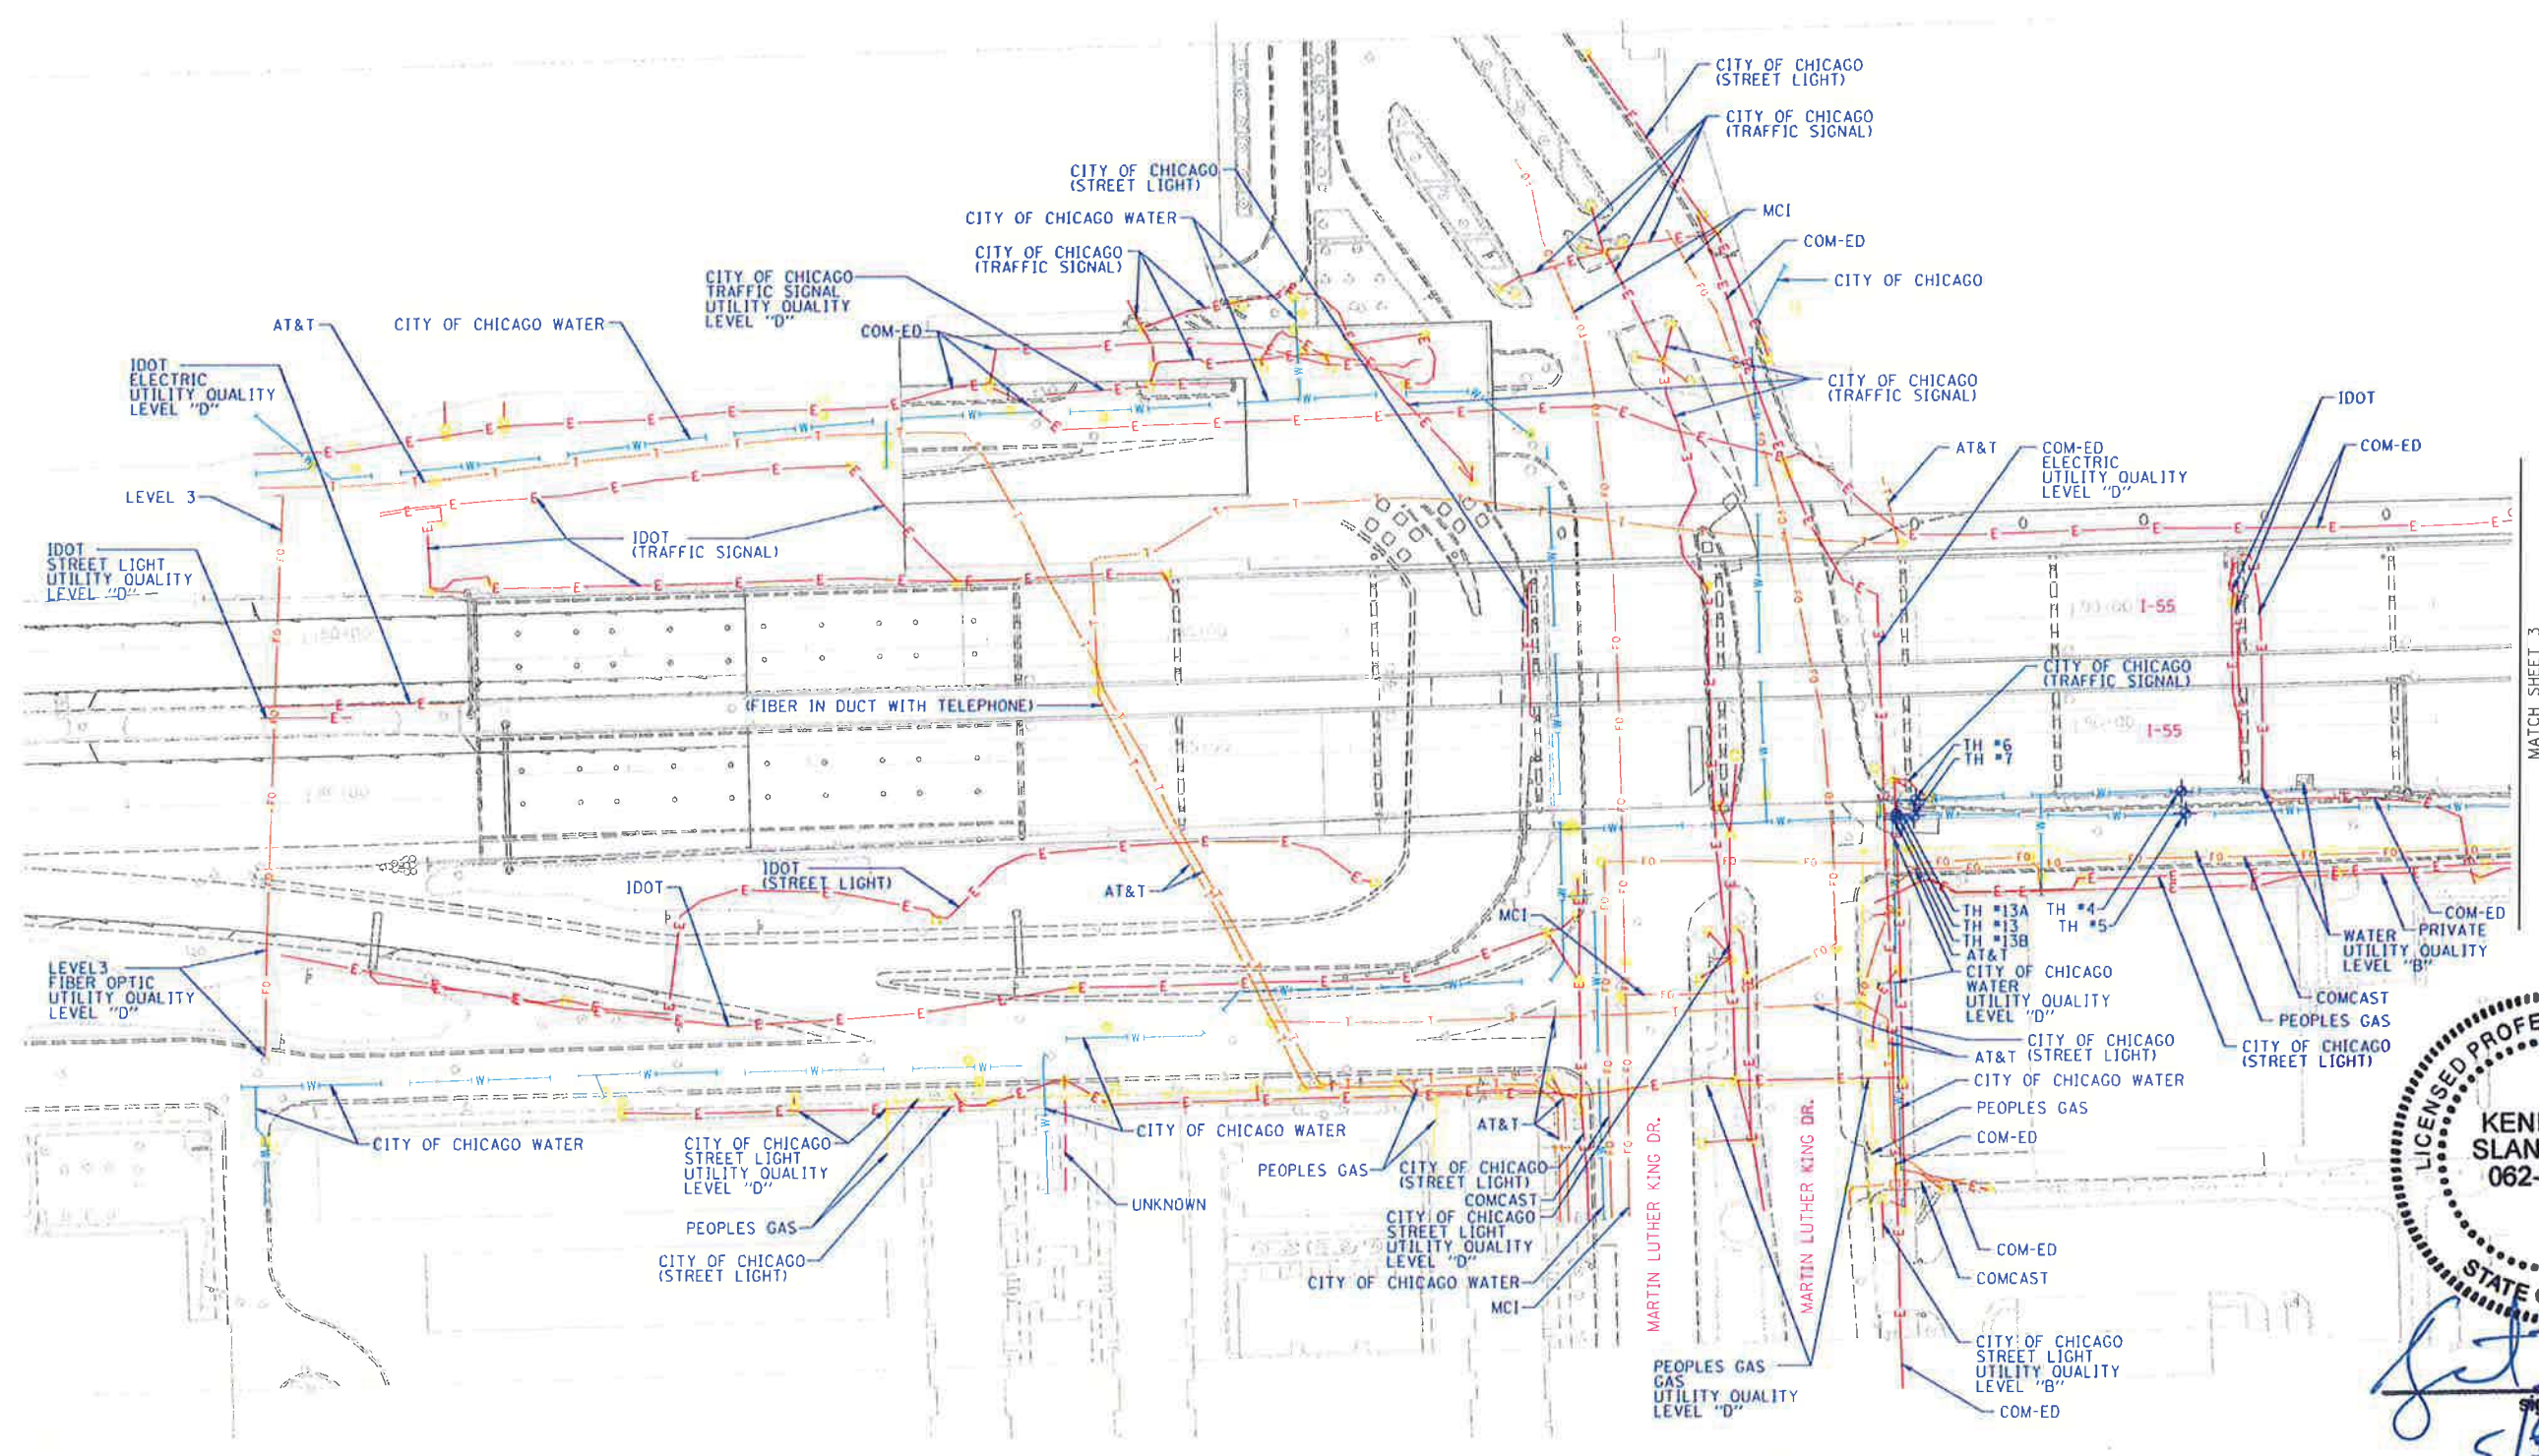 CITY OF CHICAGO
(STREET LIGHT)
CITY OF CHICAGO
(TRAFFIC SIGNAL)
CITY OF CHICAGO
(STREET LIGHT)
MCI
CITY OF CHICAGO WATER
COM-ED
CITY OF CHICAGO
(TRAFFIC SIGNAL)
CITY OF CHICAGO
CITY OF CHICAGO
TRAFFIC SIGNAL
UTILITY QUALITY
LEVEL "D"
AT&T
CITY OF CHICAGO WATER
COM-ED
IDOT
ELECTRIC
UTILITY QUALITY
LEVEL "D"
CITY OF CHICAGO
(TRAFFIC SIGNAL)
IDOT
COM-ED
AT&T
COM-ED
ELECTRIC
UTILITY QUALITY
LEVEL "D"
LEVEL 3
IDOT
(TRAFFIC SIGNAL)
IDOT
STREET LIGHT
UTILITY QUALITY
LEVEL "D"
I-55
MATCH SHEET 3
CITY OF CHICAGO
(TRAFFIC SIGNAL)
(FIBER IN DUCT WITH TELEPHONE)
I-55
TH #6
TH #7
IDOT
(STREET LIGHT)
IDOT
AT&T
MCI
TH #13A
TH #13
TH #13B
AT&T
CITY OF CHICAGO
WATER
UTILITY QUALITY
LEVEL "D"
TH #4
TH #5
COM-ED
PRIVATE
WATER
UTILITY QUALITY
LEVEL "B"
LEVEL3
FIBER OPTIC
UTILITY QUALITY
LEVEL "D"
COMCAST
PEOPLES GAS
CITY OF CHICAGO
(STREET LIGHT)
CITY OF CHICAGO
(STREET LIGHT)
AT&T
CITY OF CHICAGO WATER
PEOPLES GAS
COM-ED
CITY OF CHICAGO WATER
CITY OF CHICAGO
STREET LIGHT
UTILITY QUALITY
LEVEL "D"
CITY OF CHICAGO WATER
AT&T
PEOPLES GAS
CITY OF CHICAGO
(STREET LIGHT)
UNKNOWN
COMCAST
CITY OF CHICAGO
STREET LIGHT
UTILITY QUALITY
LEVEL "D"
PEOPLES GAS
CITY OF CHICAGO
(STREET LIGHT)
CITY OF CHICAGO WATER
MCI
MARTIN LUTHER KING DR.
MARTIN LUTHER KING DR.
COM-ED
COMCAST
CITY OF CHICAGO
STREET LIGHT
UTILITY QUALITY
LEVEL "B"
COM-ED
PEOPLES GAS
GAS
UTILITY QUALITY
LEVEL "D"
LICENSED
062-
STATE